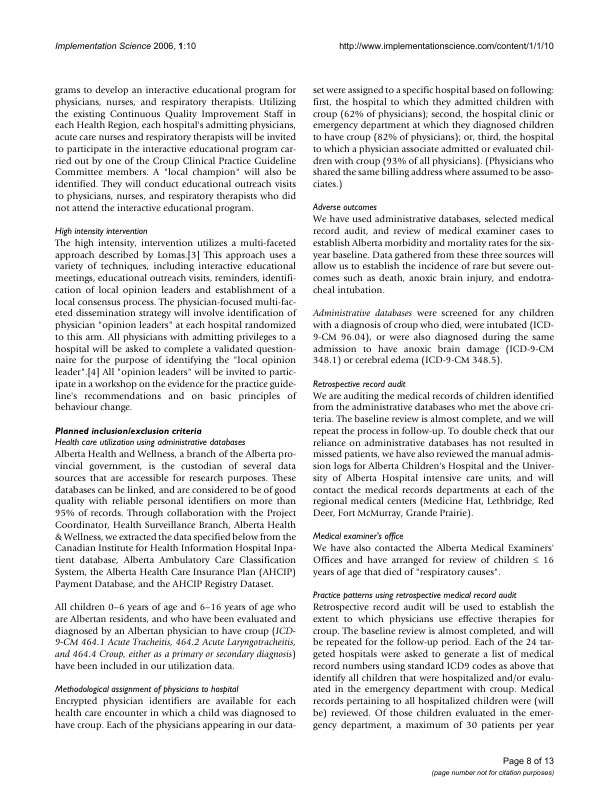 Implementation Science 2006, 1:10
http://www.implementationscience.com/content/1/1/10
grams to develop an interactive educational program for
physicians, nurses, and respiratory therapists. Utilizing
the existing Continuous Quality Improvement Staff in
each Health Region, each hospital's admitting physicians,
acute care nurses and respiratory therapists will be invited
to participate in the interactive educational program car-
ried out by one of the Croup Clinical Practice Guideline
Committee members. A "local champion" will also be
identified. They will conduct educational outreach visits
to physicians, nurses, and respiratory therapists who did
not attend the interactive educational program.
High intensity intervention
The high intensity, intervention utilizes a multi-faceted
approach described by Lomas.[3] This approach uses a
variety of techniques, including interactive educational
meetings, educational outreach visits, reminders, identifi-
cation of local opinion leaders and establishment of a
local consensus process. The physician-focused multi-fac-
eted dissemination strategy will involve identification of
physician "opinion leaders" at each hospital randomized
to this arm. All physicians with admitting privileges to a
hospital will be asked to complete a validated question-
naire for the purpose of identifying the "local opinion
leader".[4] All "opinion leaders" will be invited to partic-
ipate in a workshop on the evidence for the practice guide-
line's recommendations and on basic principles of
behaviour change.
Planned inclusion/exclusion criteria
Health care utilization using administrative databases
Alberta Health and Wellness, a branch of the Alberta pro-
vincial government, is the custodian of several data
sources that are accessible for research purposes. These
databases can be linked, and are considered to be of good
quality with reliable personal identifiers on more than
95% of records. Through collaboration with the Project
Coordinator, Health Surveillance Branch, Alberta Health
& Wellness, we extracted the data specified below from the
Canadian Institute for Health Information Hospital Inpa-
tient database, Alberta Ambulatory Care Classification
System, the Alberta Health Care Insurance Plan (AHCIP)
Payment Database, and the AHCIP Registry Dataset.
All children 0–6 years of age and 6–16 years of age who
are Albertan residents, and who have been evaluated and
diagnosed by an Albertan physician to have croup (ICD-
9-CM 464.1 Acute Tracheitis, 464.2 Acute Laryngotracheitis,
and 464.4 Croup, either as a primary or secondary diagnosis)
have been included in our utilization data.
Methodological assignment of physicians to hospital
Encrypted physician identifiers are available for each
health care encounter in which a child was diagnosed to
have croup. Each of the physicians appearing in our data-
set were assigned to a specific hospital based on following:
first, the hospital to which they admitted children with
croup (62% of physicians); second, the hospital clinic or
emergency department at which they diagnosed children
to have croup (82% of physicians); or, third, the hospital
to which a physician associate admitted or evaluated chil-
dren with croup (93% of all physicians). (Physicians who
shared the same billing address where assumed to be asso-
ciates.)
Adverse outcomes
We have used administrative databases, selected medical
record audit, and review of medical examiner cases to
establish Alberta morbidity and mortality rates for the six-
year baseline. Data gathered from these three sources will
allow us to establish the incidence of rare but severe out-
comes such as death, anoxic brain injury, and endotra-
cheal intubation.
Administrative databases were screened for any children
with a diagnosis of croup who died, were intubated (ICD-
9-CM 96.04), or were also diagnosed during the same
admission to have anoxic brain damage (ICD-9-CM
348.1) or cerebral edema (ICD-9-CM 348.5).
Retrospective record audit
We are auditing the medical records of children identified
from the administrative databases who met the above cri-
teria. The baseline review is almost complete, and we will
repeat the process in follow-up. To double check that our
reliance on administrative databases has not resulted in
missed patients, we have also reviewed the manual admis-
sion logs for Alberta Children's Hospital and the Univer-
sity of Alberta Hospital intensive care units, and will
contact the medical records departments at each of the
regional medical centers (Medicine Hat, Lethbridge, Red
Deer, Fort McMurray, Grande Prairie).
Medical examiner's office
We have also contacted the Alberta Medical Examiners'
Offices and have arranged for review of children ≤ 16
years of age that died of "respiratory causes".
Practice patterns using retrospective medical record audit
Retrospective record audit will be used to establish the
extent to which physicians use effective therapies for
croup. The baseline review is almost completed, and will
be repeated for the follow-up period. Each of the 24 tar-
geted hospitals were asked to generate a list of medical
record numbers using standard ICD9 codes as above that
identify all children that were hospitalized and/or evalu-
ated in the emergency department with croup. Medical
records pertaining to all hospitalized children were (will
be) reviewed. Of those children evaluated in the emer-
gency department, a maximum of 30 patients per year
Page 8 of 13
(page number not for citation purposes)